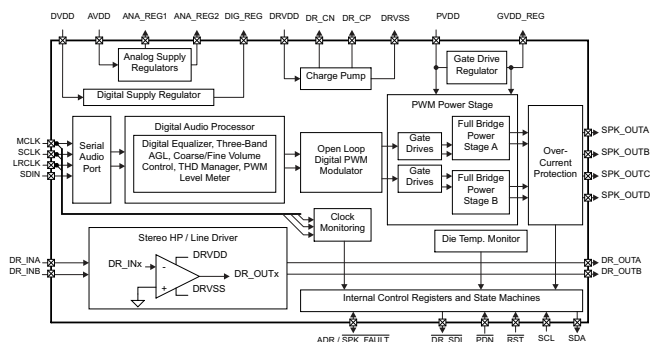 DVDD AVDD ANA_REG1 ANA_REG2 DIG_REG DRVDD DR_CN DR_CP DRVSS PVDD GVDD_REG
Analog Supply
Regulators
Digital Supply Regulator
Charge Pump
Gate Drive
Regulator
MCLK
SCLK
LRCLK
SDIN
Serial
Audio
Port
Digital Audio Processor
Digital Equalizer, Three-Band
AGL, Coarse/Fine Volume
Control, THD Manager, PWM
Level Meter
Open Loop
Digital PWM
Modulator
PWM Power Stage
Gate
Drives
Full Bridge
Power
Stage A
Gate
Drives
Full Bridge
Power
Stage B
Over-
Current
Protection
SPK_OUTA
SPK_OUTB
SPK_OUTC
SPK_OUTD
Clock
Monitoring
Die Temp. Monitor
Stereo HP / Line Driver
DR_INA
DR_INB
DR_INx
-
+
DRVDD
DRVSS
DR_OUTx
DR_OUTA
DR_OUTB
Internal Control Registers and State Machines
ADR / SPK_FAULT DR_SDI PDN RST SCL SDA